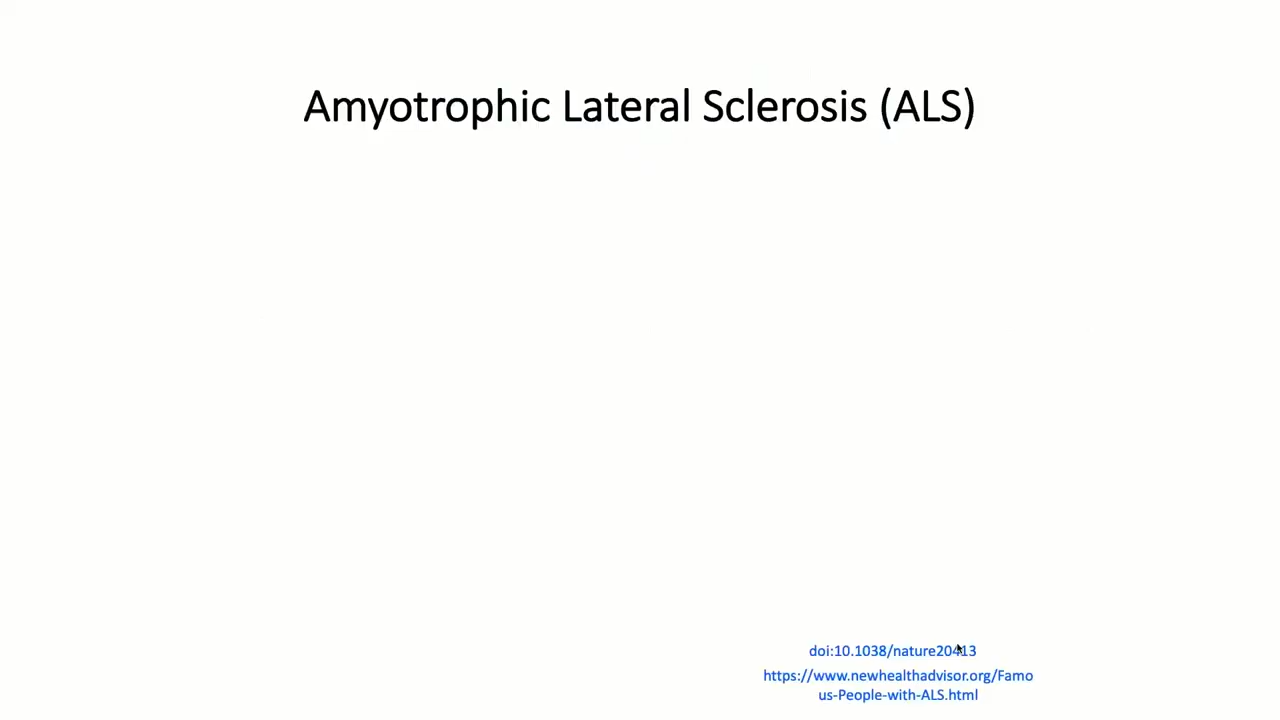 Amyotrophic Lateral Sclerosis (ALS)
doi:10.1038/nature20413
https://www.newhealthadvisor.org/Famo
us-People-with-ALS.html